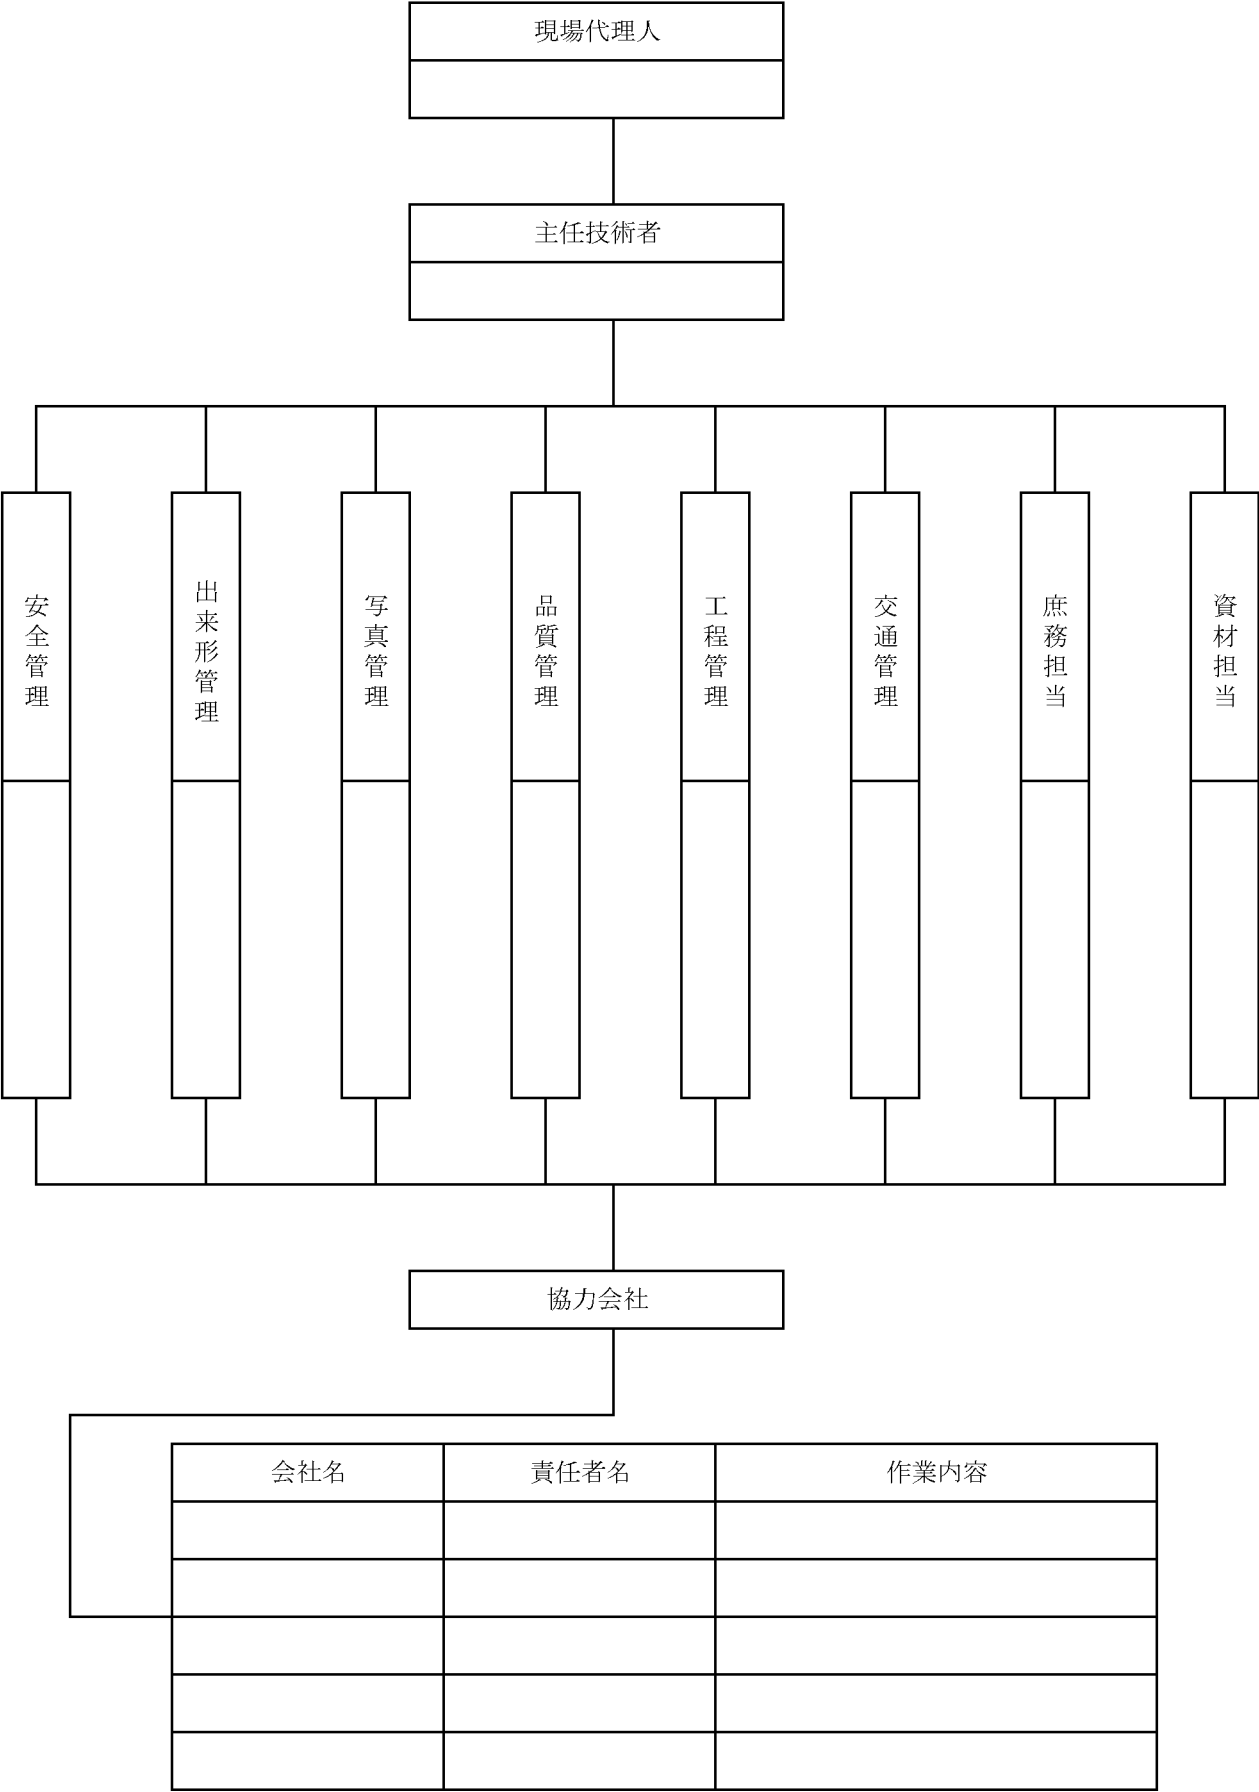 現場代理人
主任技術者
安全管理
出来形管理
写真管理
品質管理
工程管理
交通管理
庶務担当
資材担当
協力会社
会社名
責任者名
作業内容